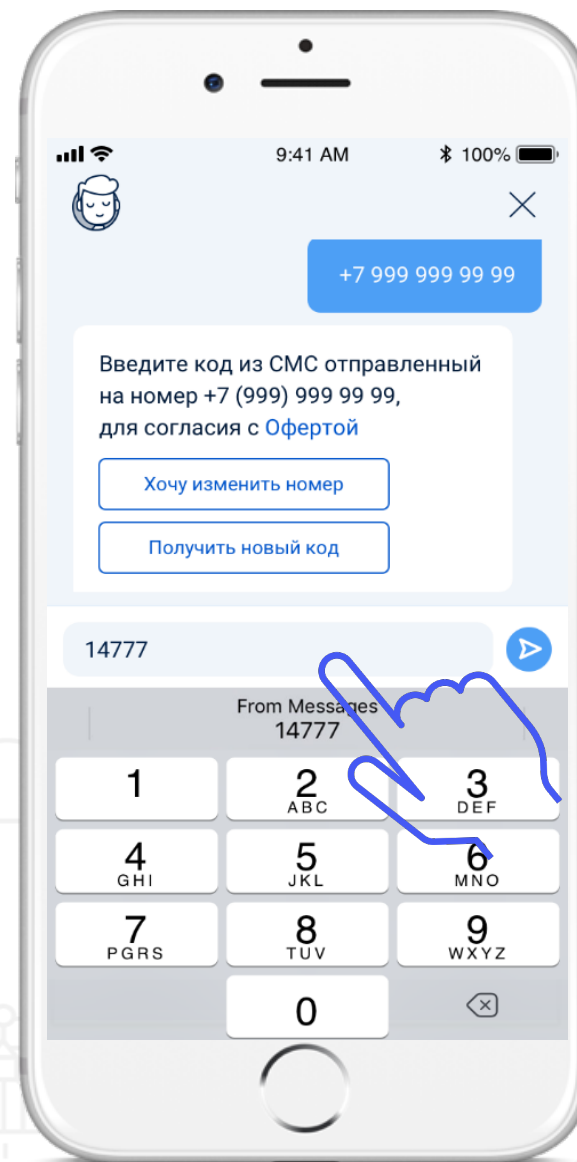 9:41 AM
100%
+7 999 999 99 99
Введите код из СМС отправленный
на номер +7 (999) 999 99 99,
для согласия с Офертой
Хочу изменить номер
Получить новый код
14777
From Messages
14777
1
2
ABC
3
DEF
4
GHI
5
JKL
6
MNO
7
PGRS
8
TUV
9
WXYZ
0